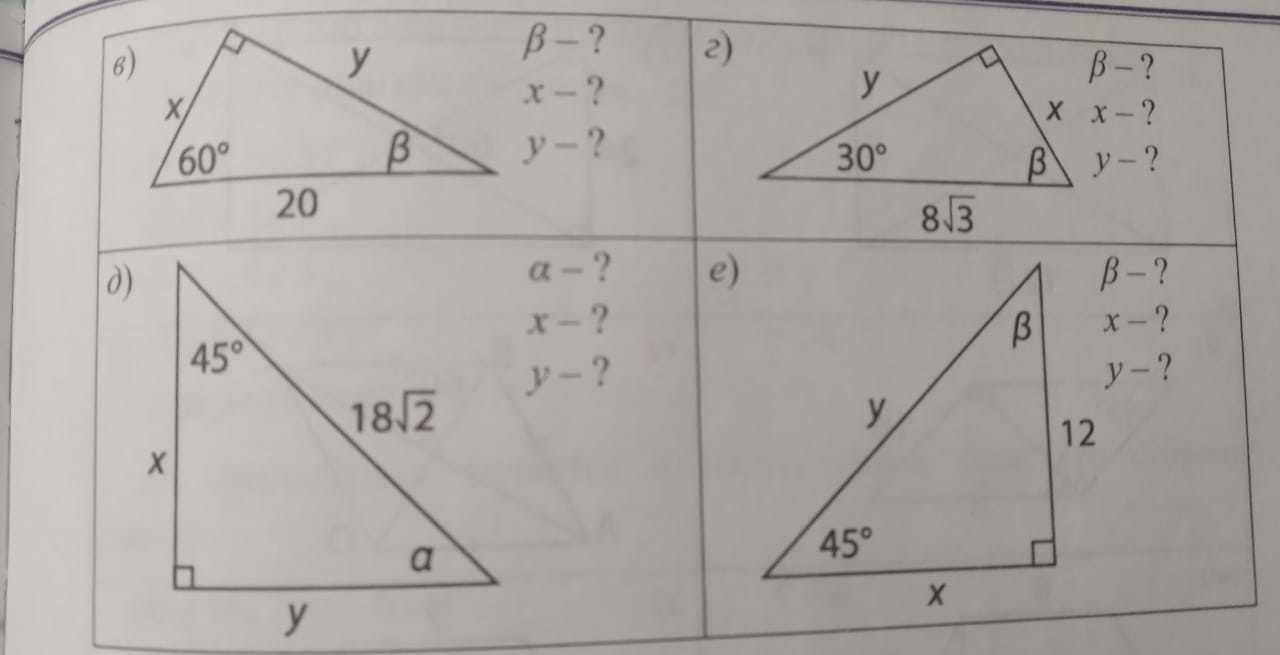 в)
y
β – ?
x
x – ?
60°
β
y – ?
20
г)
y
β – ?
x
x – ?
30°
β
y – ?
8√3
д)
α – ?
x – ?
45°
y – ?
18√2
x
α
y
е)
β – ?
β
x – ?
y – ?
y
12
45°
x